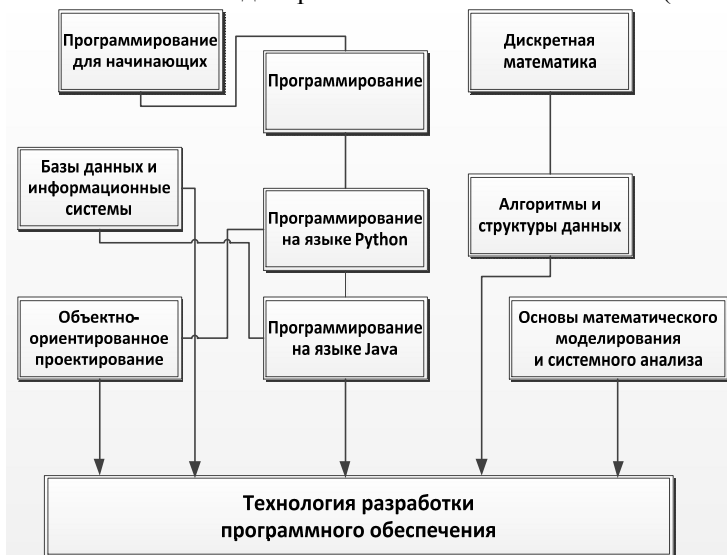 Программирование
для начинающих
Программирование
Дискретная
математика
Базы данных и
информационные
системы
Программирование
на языке Python
Алгоритмы и
структуры данных
Объектно-
ориентированное
проектирование
Программирование
на языке Java
Основы математического
моделирования
и системного анализа
Технология разработки
программного обеспечения